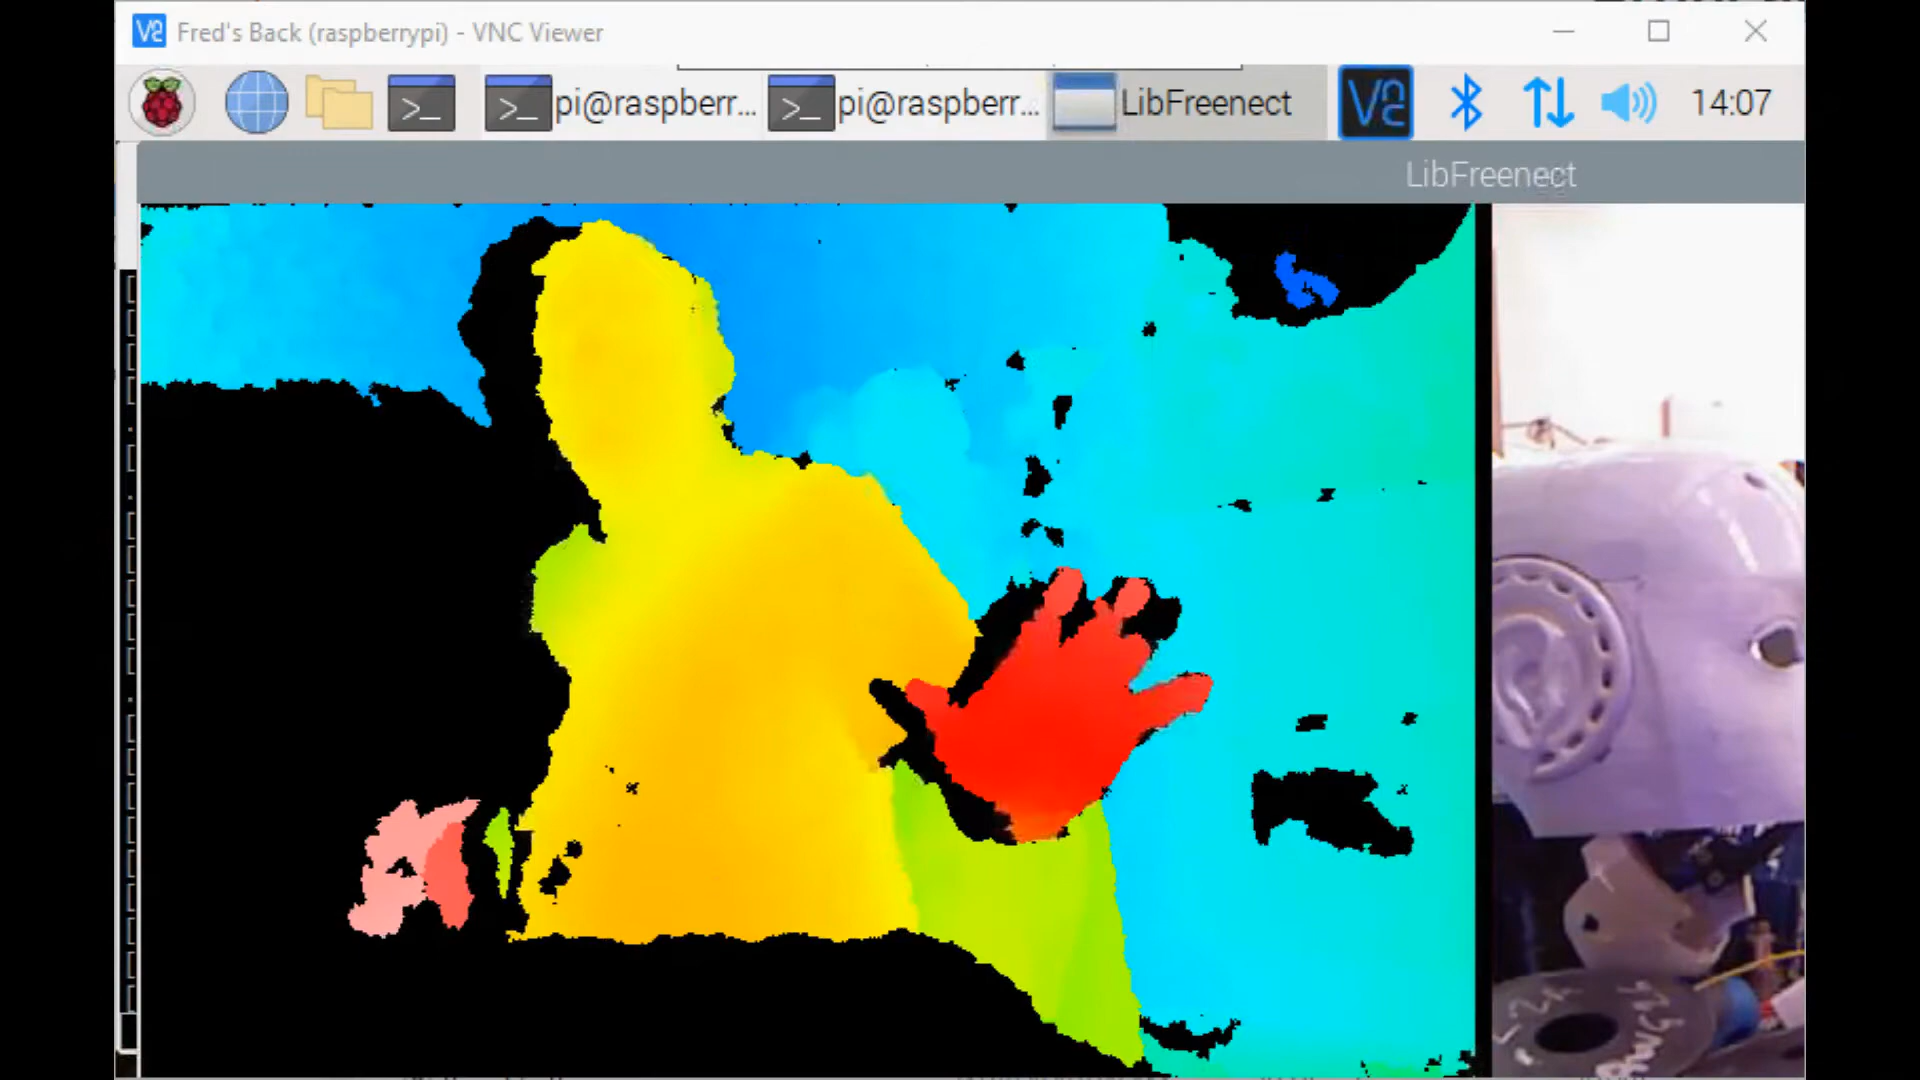 Fred's Back (raspberrypi) - VNC Viewer
pi@raspberr... pi@raspberr... LibFreenect 14:07
LibFreenect